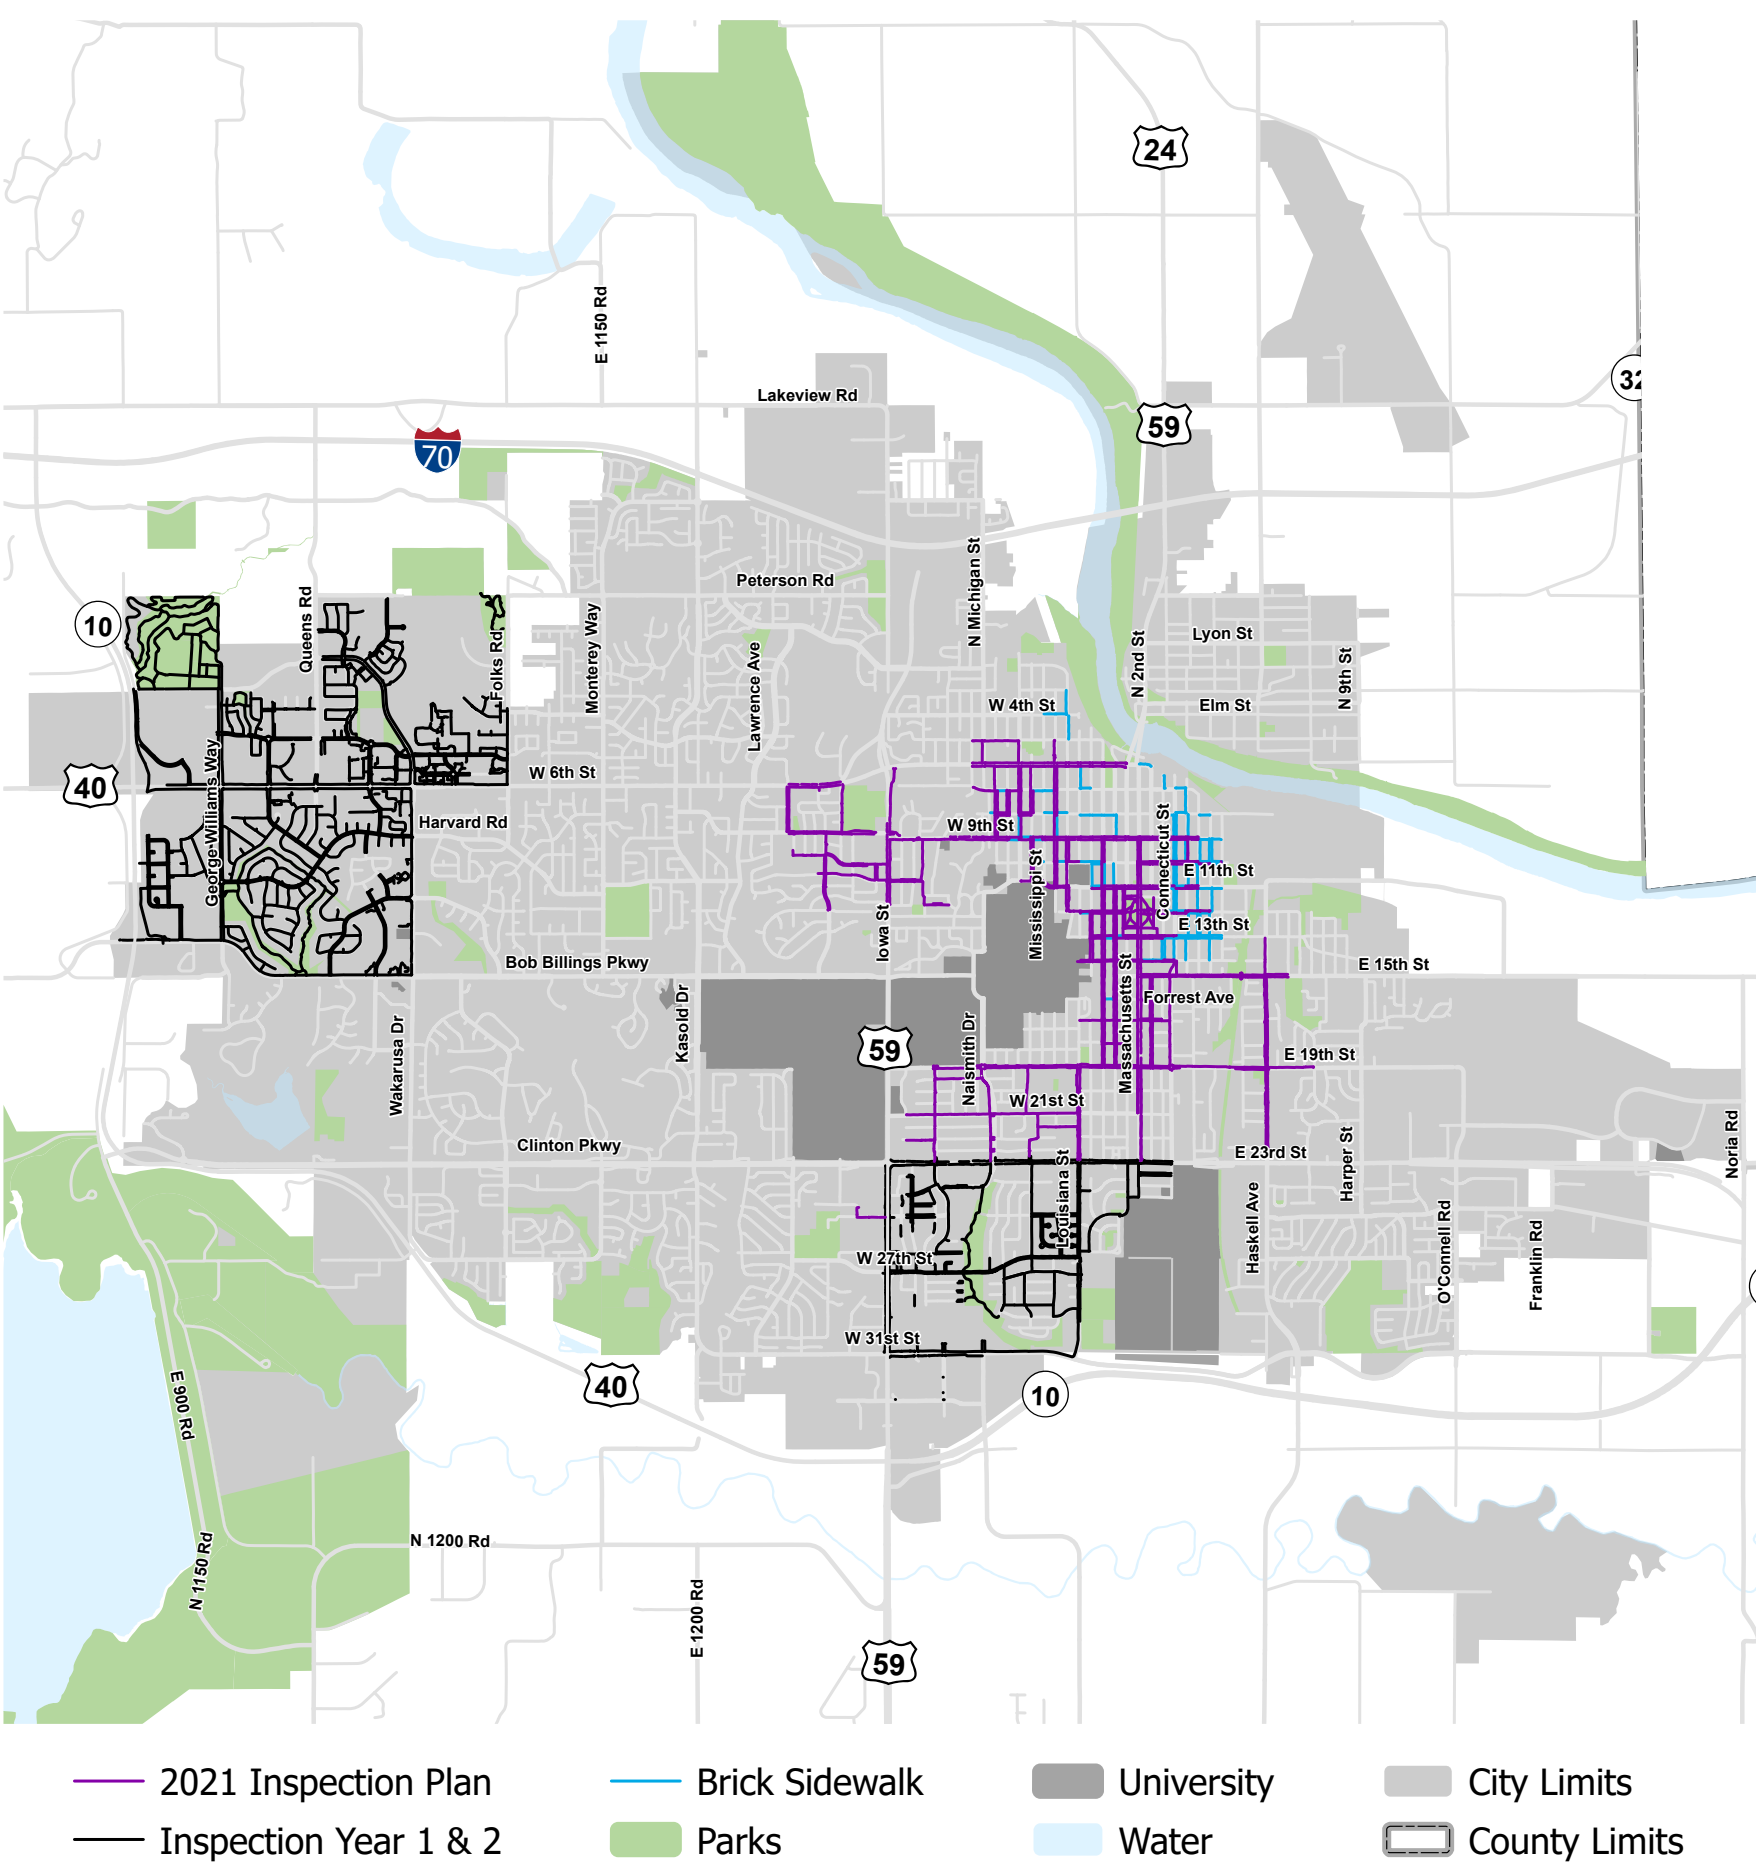 24
E 1150 Rd
32
Lakeview Rd
59
70
N Michigan St
Peterson Rd
Queens Rd
10
Folks Rd
Monterey Way
Lawrence Ave
Lyon St
N 2nd St
N 9th St
W 4th St
Elm St
George Williams Way
40
W 6th St
Harvard Rd
W 9th St
Connecticut St
Mississippi St
E 11th St
E 13th St
Iowa St
Bob Billings Pkwy
E 15th St
Massachusetts St
Forrest Ave
Kasold Dr
Wakarusa Dr
59
Naismith Dr
E 19th St
W 21st St
Clinton Pkwy
E 23rd St
Harper St
Noria Rd
Louisiana St
Haskell Ave
O'Connell Rd
Franklin Rd
W 27th St
W 31st St
E 900 Rd
40
10
N 1200 Rd
N 1150 Rd
E 1200 Rd
59
2021 Inspection Plan
Brick Sidewalk
University
City Limits
Inspection Year 1 & 2
Parks
Water
County Limits